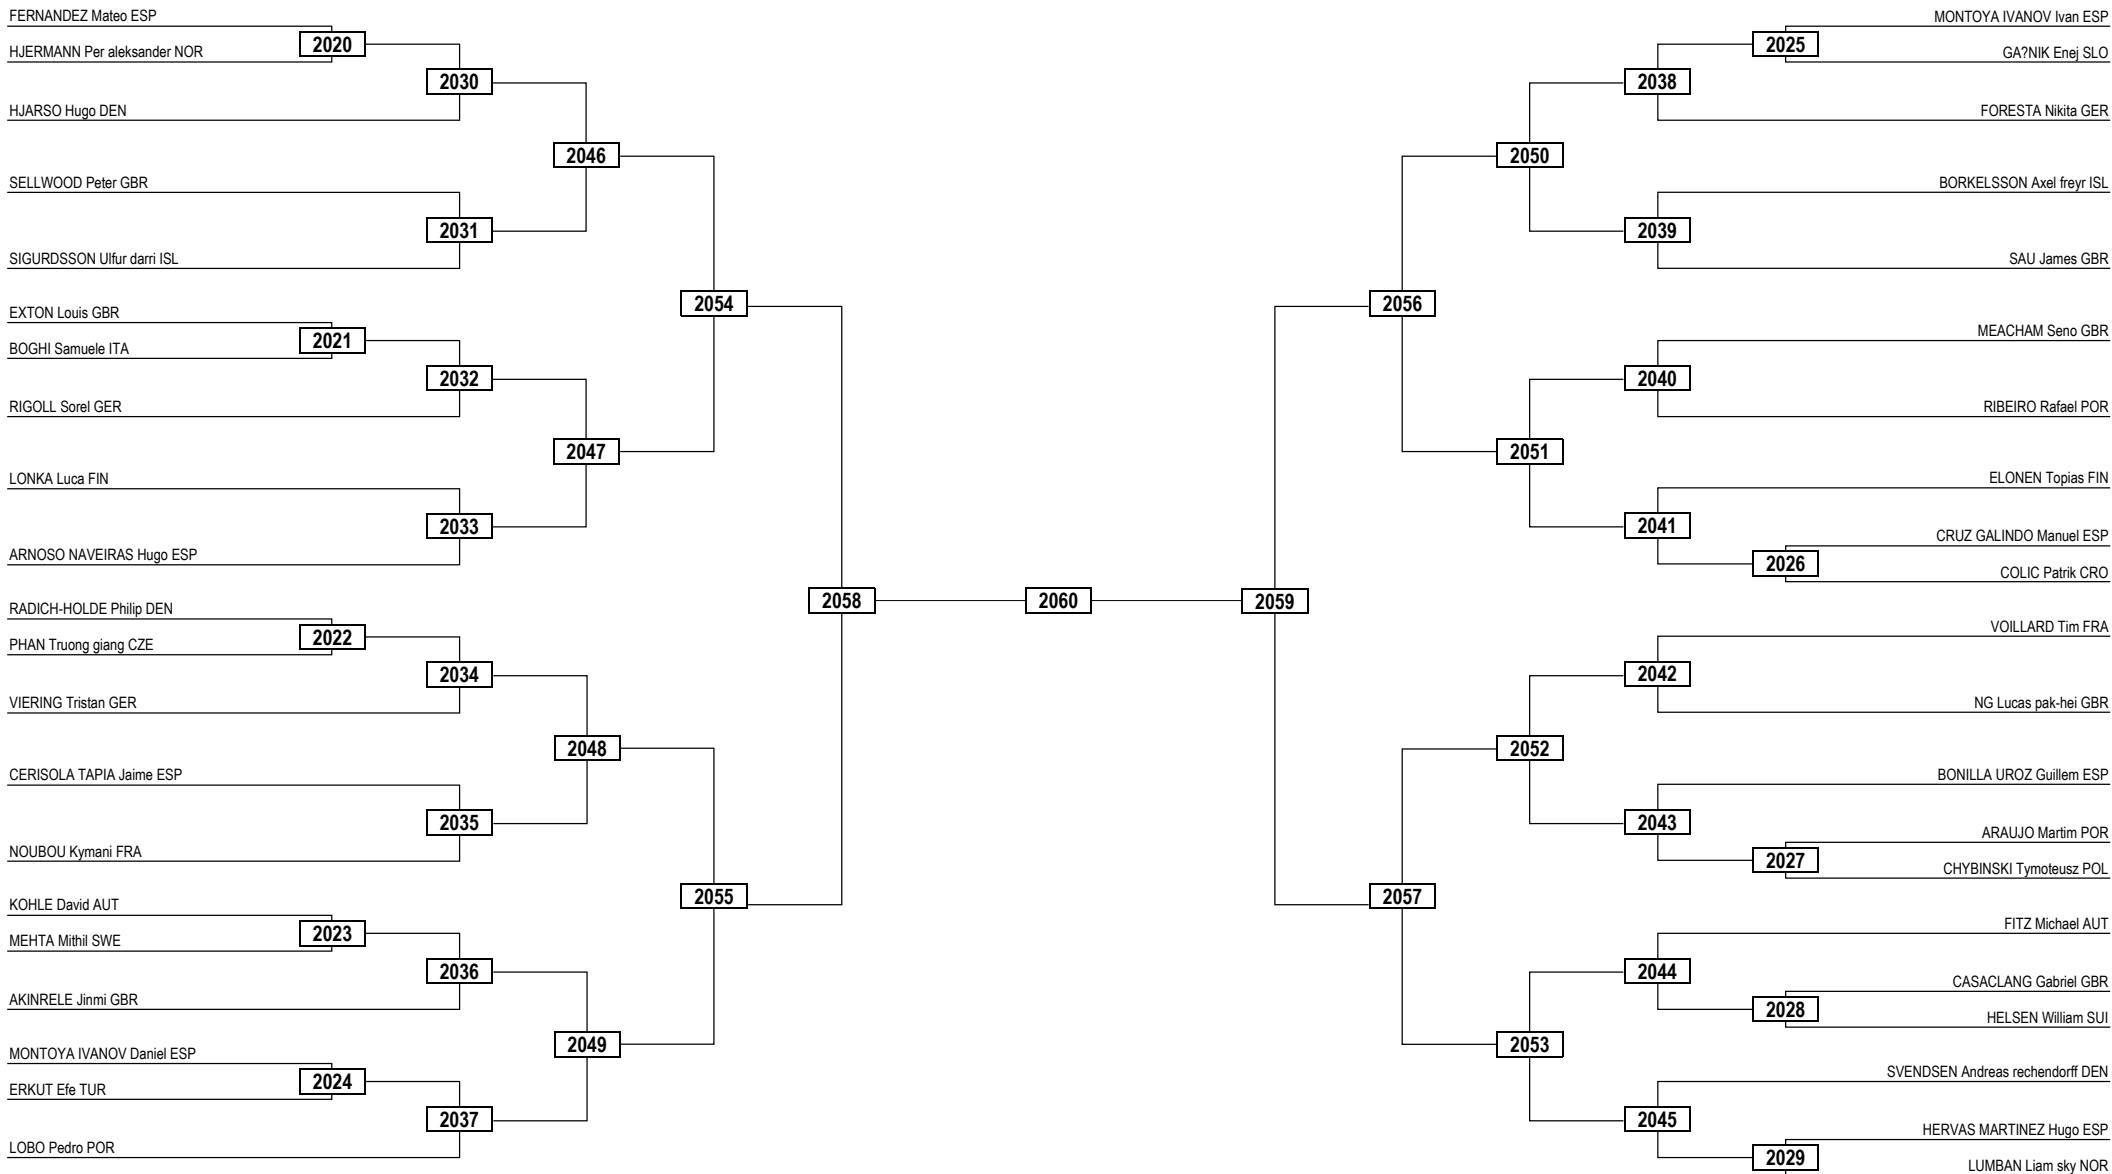 FERNANDEZ Mateo ESP
2020
HJERMANN Per aleksander NOR
2030
HJARSO Hugo DEN
2046
SELLWOOD Peter GBR
2031
SIGURDSSON Ulfur darri ISL
2054
EXTON Louis GBR
2021
BOGHI Samuele ITA
2032
RIGOLL Sorel GER
2047
LONKA Luca FIN
2033
ARNOSO NAVEIRAS Hugo ESP
2058
RADICH-HOLDE Philip DEN
2022
PHAN Truong giang CZE
2034
VIERING Tristan GER
2048
CERISOLA TAPIA Jaime ESP
2035
NOUBOU Kymani FRA
2055
KOHLE David AUT
2023
MEHTA Mithil SWE
2036
AKINRELE Jinmi GBR
2049
MONTOYA IVANOV Daniel ESP
2024
ERKUT Efe TUR
2037
LOBO Pedro POR
2060
MONTOYA IVANOV Ivan ESP
2025
GA?NIK Enej SLO
2038
FORESTA Nikita GER
2050
BORKELSSON Axel freyr ISL
2039
SAU James GBR
2056
MEACHAM Seno GBR
2040
RIBEIRO Rafael POR
2051
ELONEN Topias FIN
2041
CRUZ GALINDO Manuel ESP
2026
COLIC Patrik CRO
2059
VOILLARD Tim FRA
2042
NG Lucas pak-hei GBR
2052
BONILLA UROZ Guillem ESP
2043
ARAUJO Martim POR
2027
CHYBINSKI Tymoteusz POL
2057
FITZ Michael AUT
2044
CASACLANG Gabriel GBR
2028
HELSEN William SUI
2053
SVENDSEN Andreas rechendorff DEN
2045
HERVAS MARTINEZ Hugo ESP
2029
LUMBAN Liam sky NOR